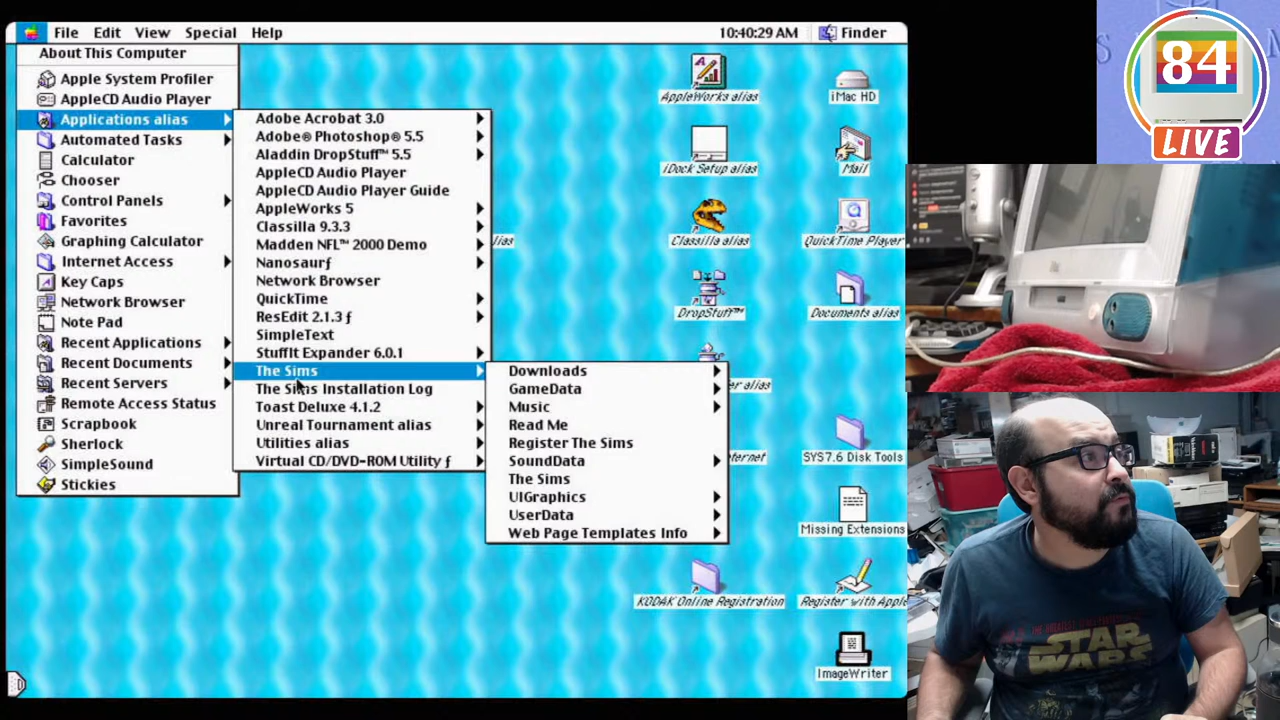 File Edit View Special Help 10:40:29 AM Finder
About This Computer
Apple System Profiler
AppleCD Audio Player
Applications alias
Automated Tasks
Calculator
Chooser
Control Panels
Favorites
Graphing Calculator
Internet Access
Key Caps
Network Browser
Note Pad
Recent Applications
Recent Documents
Recent Servers
Remote Access Status
Scrapbook
Sherlock
SimpleSound
Stickies
Adobe Acrobat 3.0
Adobe® Photoshop® 5.5
Aladdin DropStuff™ 5.5
AppleCD Audio Player
AppleCD Audio Player Guide
AppleWorks 5
Classilla 9.3.3
Madden NFL™ 2000 Demo
Nanosaur ƒ
Network Browser
QuickTime
ResEdit 2.1.3 ƒ
SimpleText
StuffIt Expander 6.0.1
The Sims
The Sims Installation Log
Toast Deluxe 4.1.2
Unreal Tournament alias
Utilities alias
Virtual CD/DVD-ROM Utility ƒ
Downloads
GameData
Music
Read Me
Register The Sims
SoundData
The Sims
UIGraphics
UserData
Web Page Templates Info
AppleWorks alias
iMac HD
iDock Setup alias
Mail
Classilla alias
QuickTime Player
DropStuff™
Documents alias
SYS7.6 Disk Tools
Missing Extensions
KODAK Online Registration
Register with Apple
ImageWriter
84
LIVE
STAR
WARS